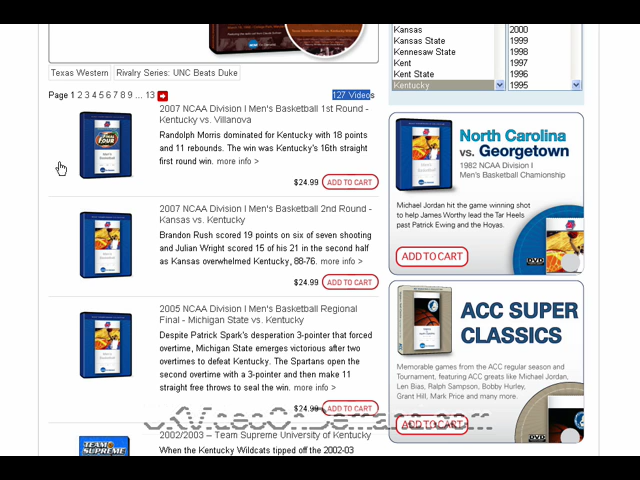 Texas Western
Rivalry Series: UNC Beats Duke
Page 1 2 3 4 5 6 7 8 9 ... 13
127 Videos
2007 NCAA Division I Men's Basketball 1st Round -
Kentucky vs. Villanova
Randolph Morris dominated for Kentucky with 18 points
and 11 rebounds. The win was Kentucky's 16th straight
first round win. more info >
$24.99 ADD TO CART
2007 NCAA Division I Men's Basketball 2nd Round -
Kansas vs. Kentucky
Brandon Rush scored 19 points on six of seven shooting
and Julian Wright scored 15 of his 21 in the second half
as Kansas overwhelmed Kentucky, 88-76. more info >
$24.99 ADD TO CART
2005 NCAA Division I Men's Basketball Regional
Final - Michigan State vs. Kentucky
Despite Patrick Spark's desperation 3-pointer that forced
overtime, Michigan State emerges victorious after two
overtimes to defeat Kentucky. The Spartans open the
second overtime with a 3-pointer and then make 11
straight free throws to seal the win. more info >
$24.99 ADD TO CART
UKVideosOnDemand.com
TEAM
SUPREME
2002/2003 – Team Supreme University of Kentucky
When the Kentucky Wildcats tipped off the 2002-03
Kansas
Kansas State
Kennesaw State
Kent
Kent State
Kentucky
2000
1999
1998
1997
1996
1995
North Carolina
vs. Georgetown
1982 NCAA Division I
Men's Basketball Chamionship
Michael Jordan hit the game winning shot
to help James Worthy lead the Tar Heels
past Patrick Ewing and the Hoyas.
ADD TO CART
DVD
ACC SUPER
CLASSICS
Memorable games from the ACC regular season and
Tournament, featuring ACC greats like Michael Jordan,
Len Bias, Ralph Sampson, Bobby Hurley,
Grant Hill, Mark Price and many more.
ADD TO CART
DVD